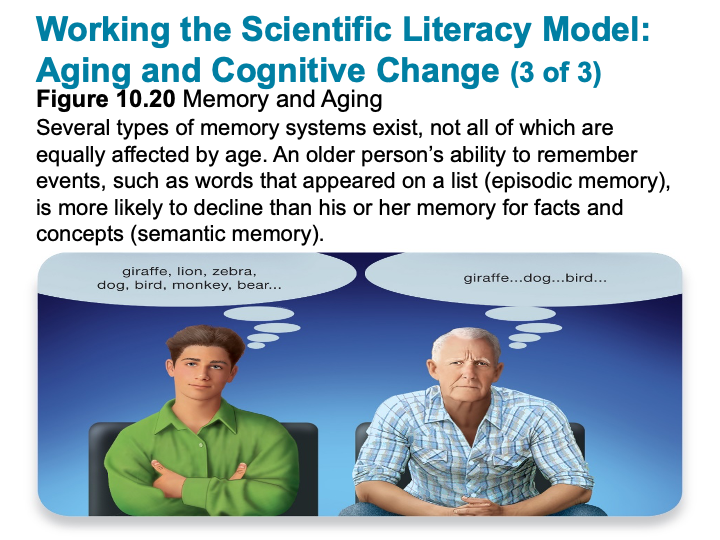 Working the Scientific Literacy Model:
Aging and Cognitive Change (3 of 3)
Figure 10.20 Memory and Aging
Several types of memory systems exist, not all of which are
equally affected by age. An older person’s ability to remember
events, such as words that appeared on a list (episodic memory),
is more likely to decline than his or her memory for facts and
concepts (semantic memory).
giraffe, lion, zebra,
dog, bird, monkey, bear...
giraffe...dog...bird...